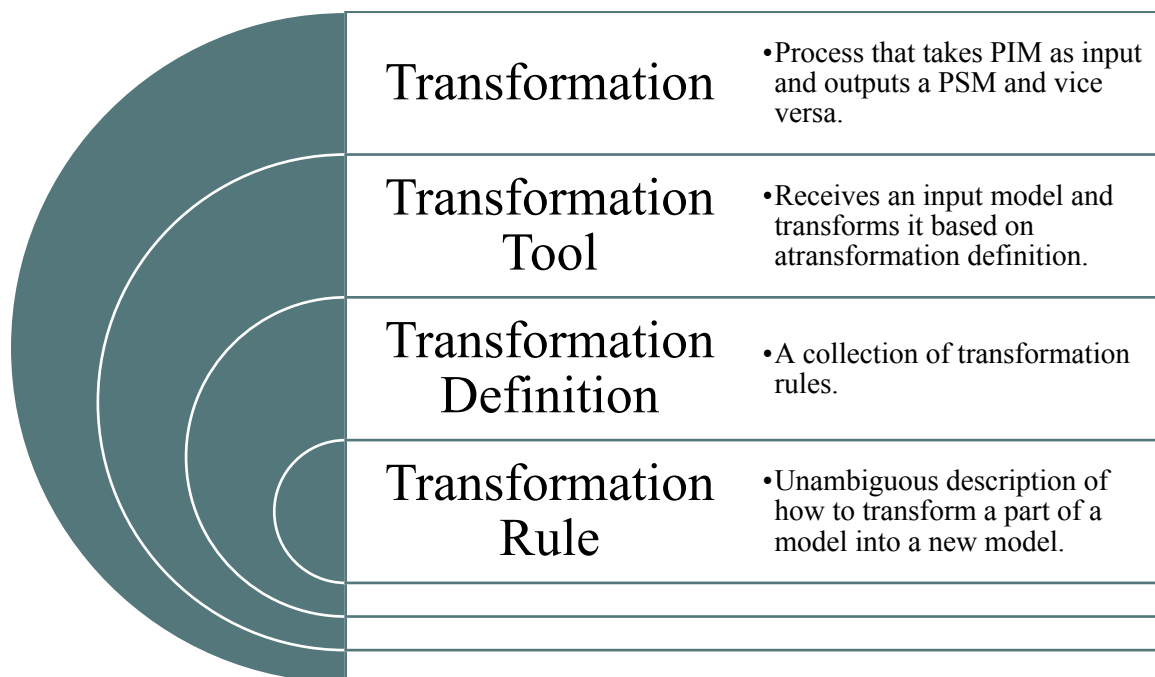 Transformation
•Process that takes PIM as input
and outputs a PSM and vice
versa.
Transformation
Tool
•Receives an input model and
transforms it based on
atransformation definition.
Transformation
Definition
•A collection of transformation
rules.
Transformation
Rule
•Unambiguous description of
how to transform a part of a
model into a new model.